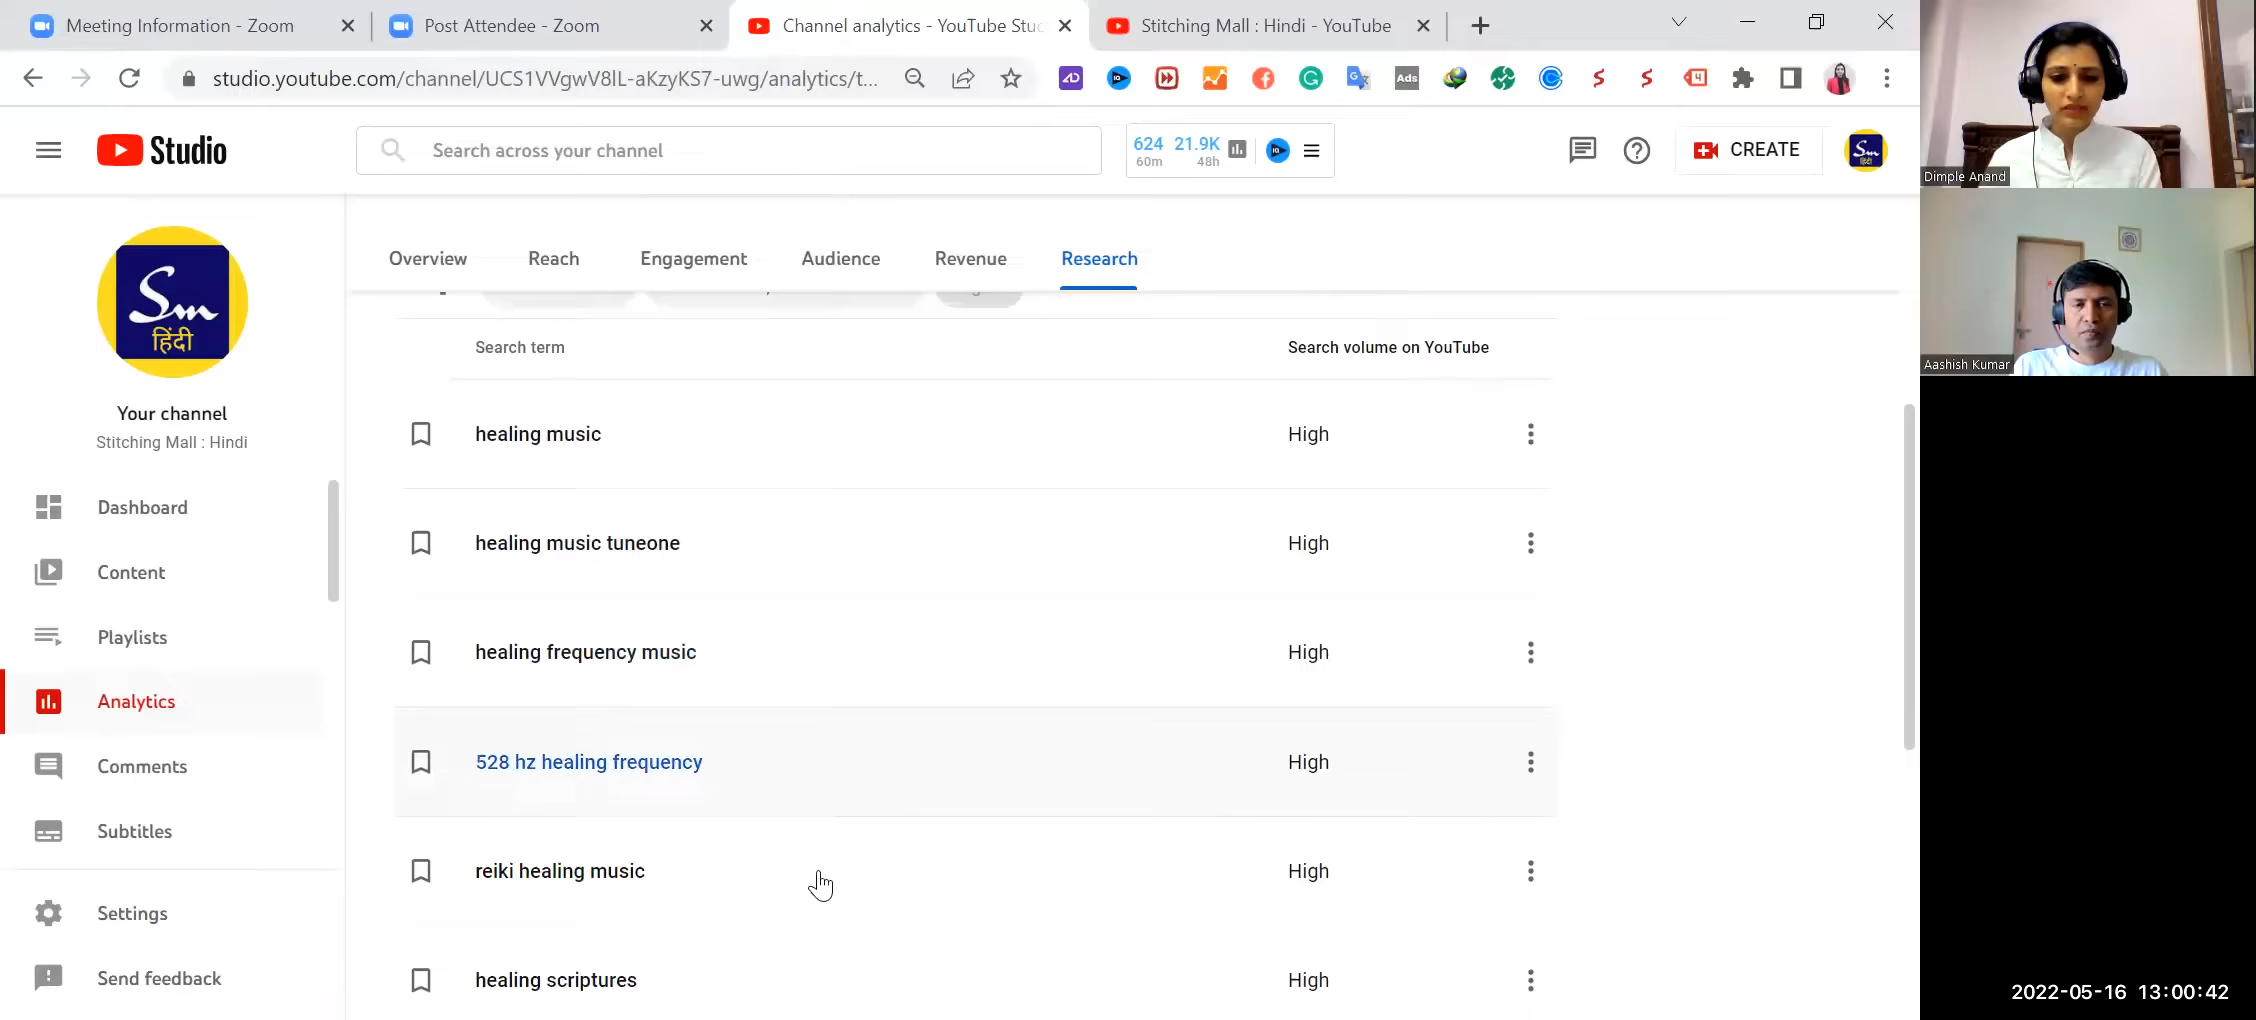 Meeting Information - Zoom
Post Attendee - Zoom
Channel analytics - YouTube Stuc
Stitching Mall : Hindi - YouTube
studio.youtube.com/channel/UCS1VVgwV8lL-aKzyKS7-uwg/analytics/t...
Ads
Studio
Search across your channel
624 21.9K
60m 48h
CREATE
Sm
हिंदी
Overview
Reach
Engagement
Audience
Revenue
Research
Sm
हिंदी
Your channel
Stitching Mall : Hindi
Dashboard
Content
Playlists
Analytics
Comments
Subtitles
Settings
Send feedback
Search term
Search volume on YouTube
healing music
High
healing music tuneone
High
healing frequency music
High
528 hz healing frequency
High
reiki healing music
High
healing scriptures
High
Dimple Anand
Aashish Kumar
2022-05-16 13:00:42